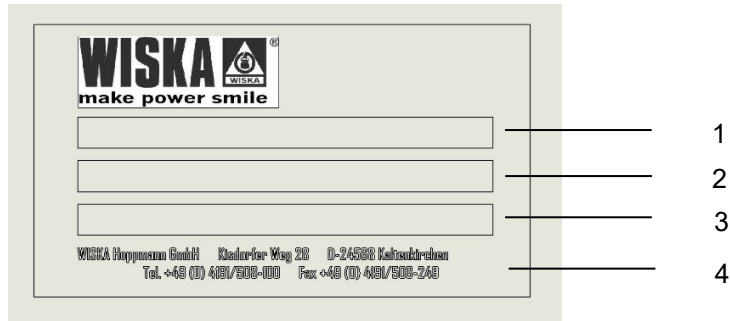 WISKA ®
WISKA
make power smile
1
2
3
WISKA Hoppmann GmbH Kisdorfer Weg 28 D-24568 Kaltenkirchen
Tel. +49 (0) 4191/508-100 Fax +49 (0) 4191/508-249
4